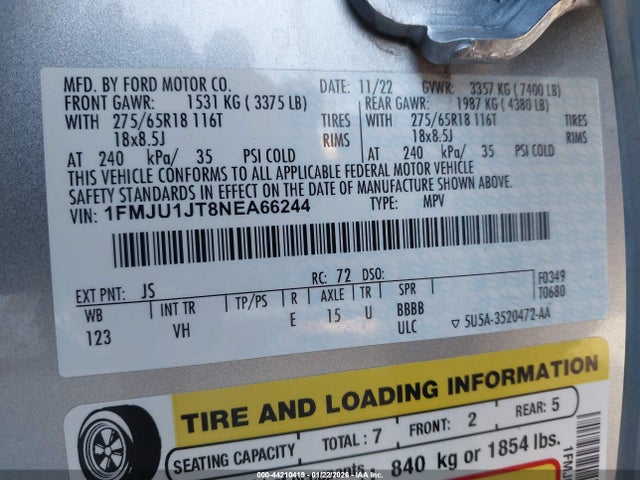 MFD. BY FORD MOTOR CO. DATE: 11/22 GVWR: 3357 KG ( 7400 LB)
FRONT GAWR: 1531 KG ( 3375 LB) REAR GAWR: 1987 KG ( 4380 LB)
WITH 275/65R18 116T TIRES WITH 275/65R18 116T TIRES
18x8.5J RIMS 18x8.5J RIMS
AT 240 kPa/ 35 PSI COLD AT 240 kPa/ 35 PSI COLD
THIS VEHICLE CONFORMS TO ALL APPLICABLE FEDERAL MOTOR VEHICLE
SAFETY STANDARDS IN EFFECT ON THE DATE OF MANUFACTURE SHOWN ABOVE.
VIN: 1FMJU1JT8NEA66244 TYPE: MPV
EXT PNT: JS RC: 72 DSO: F0349
WB INT TR TP/PS R AXLE TR SPR T0680
123 VH E 15 U BBBB
ULC ▽ 5U5A-3520472-AA
TIRE AND LOADING INFORMATION
SEATING CAPACITY TOTAL : 7 FRONT: 2 REAR: 5
840 kg or 1854 lbs.
1FMJ
000-44210419 - 01/22/2026 - IAA Inc.